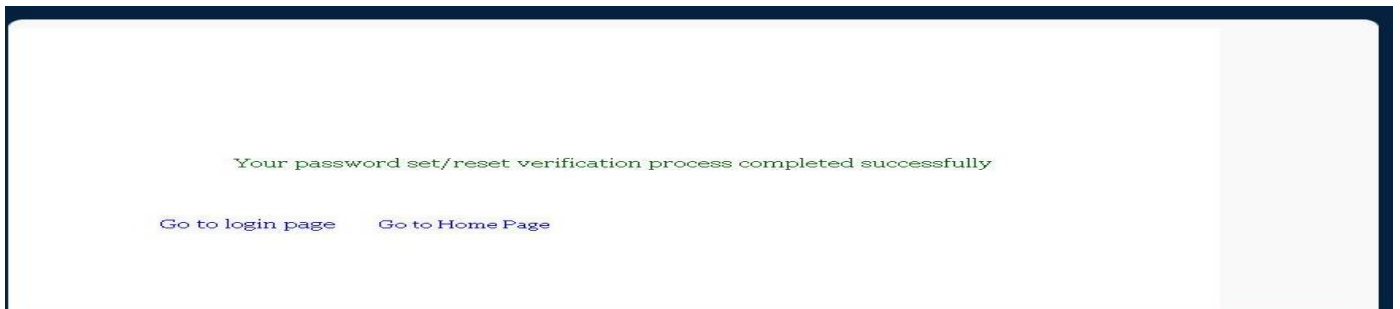 Your password set/reset verification process completed successfully
Go to login page Go to Home Page